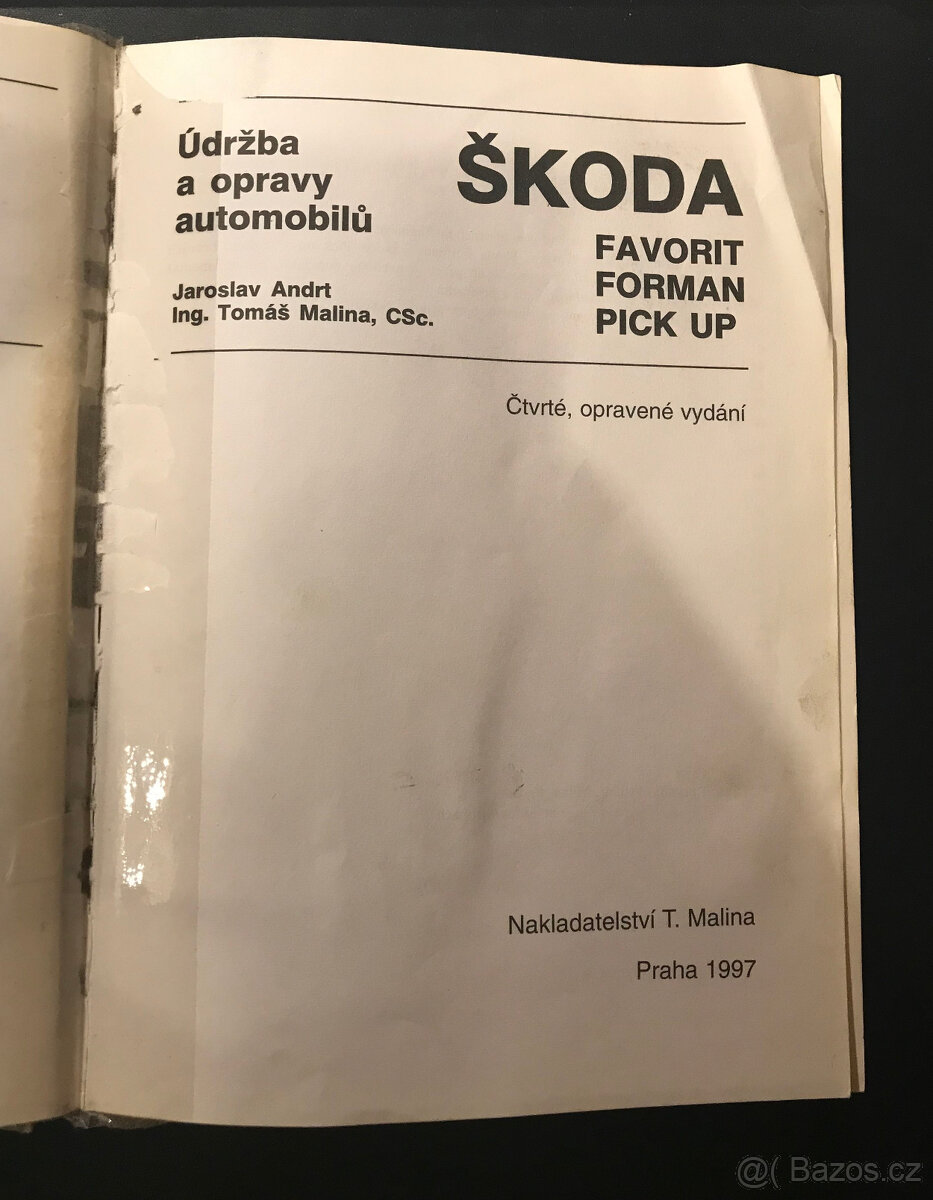 Údržba
a opravy
automobilů
Jaroslav Andrt
Ing. Tomáš Malina, CSc.
ŠKODA
FAVORIT
FORMAN
PICK UP
Čtvrté, opravené vydání
Nakladatelství T. Malina
Praha 1997
@( Bazos.cz